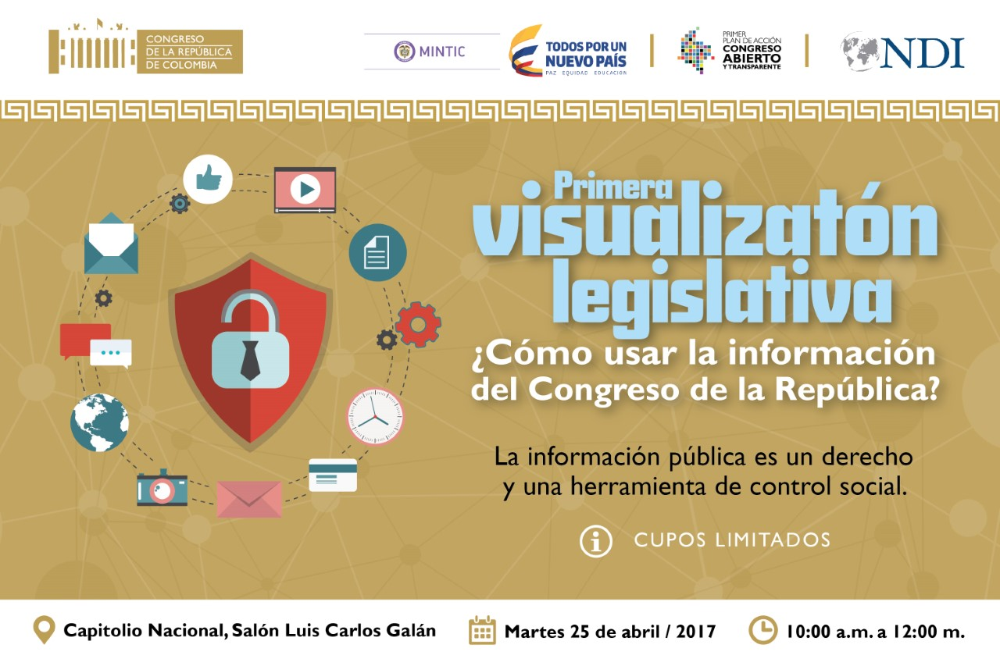 CONGRESO
DE LA REPÚBLICA
DE COLOMBIA
MINTIC
TODOS POR UN
NUEVO PAÍS
PAZ EQUIDAD EDUCACIÓN
PRIMER
PLAN DE ACCIÓN
CONGRESO
ABIERTO
Y TRANSPARENTE
NDI
Primera
visualizatón
legislativa
¿Cómo usar la información
del Congreso de la República?
La información pública es un derecho
y una herramienta de control social.
i CUPOS LIMITADOS
Capitolio Nacional, Salón Luis Carlos Galán
Martes 25 de abril / 2017
10:00 a.m. a 12:00 m.